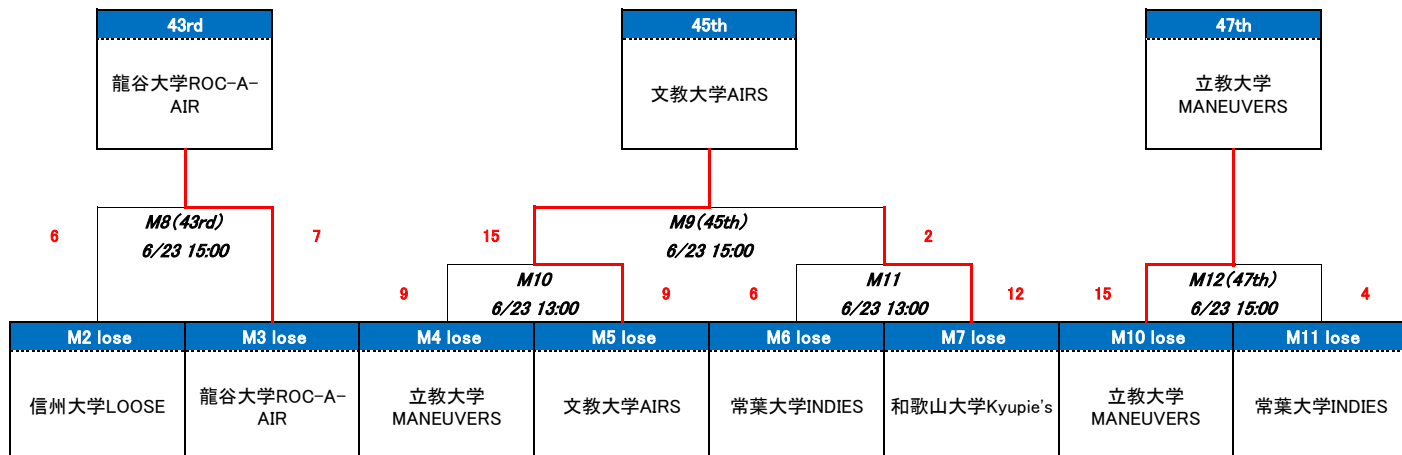 43rd
45th
47th
龍谷大学ROC-A-
AIR
文教大学AIRS
立教大学
MANEUVERS
M8(43rd)
6/23 15:00
6
7
M9(45th)
6/23 15:00
15
2
M10
6/23 13:00
9
9
M11
6/23 13:00
6
12
M12(47th)
6/23 15:00
15
4
M2 lose
M3 lose
M4 lose
M5 lose
M6 lose
M7 lose
M10 lose
M11 lose
信州大学LOOSE
龍谷大学ROC-A-
AIR
立教大学
MANEUVERS
文教大学AIRS
常葉大学INDIES
和歌山大学Kyupie's
立教大学
MANEUVERS
常葉大学INDIES